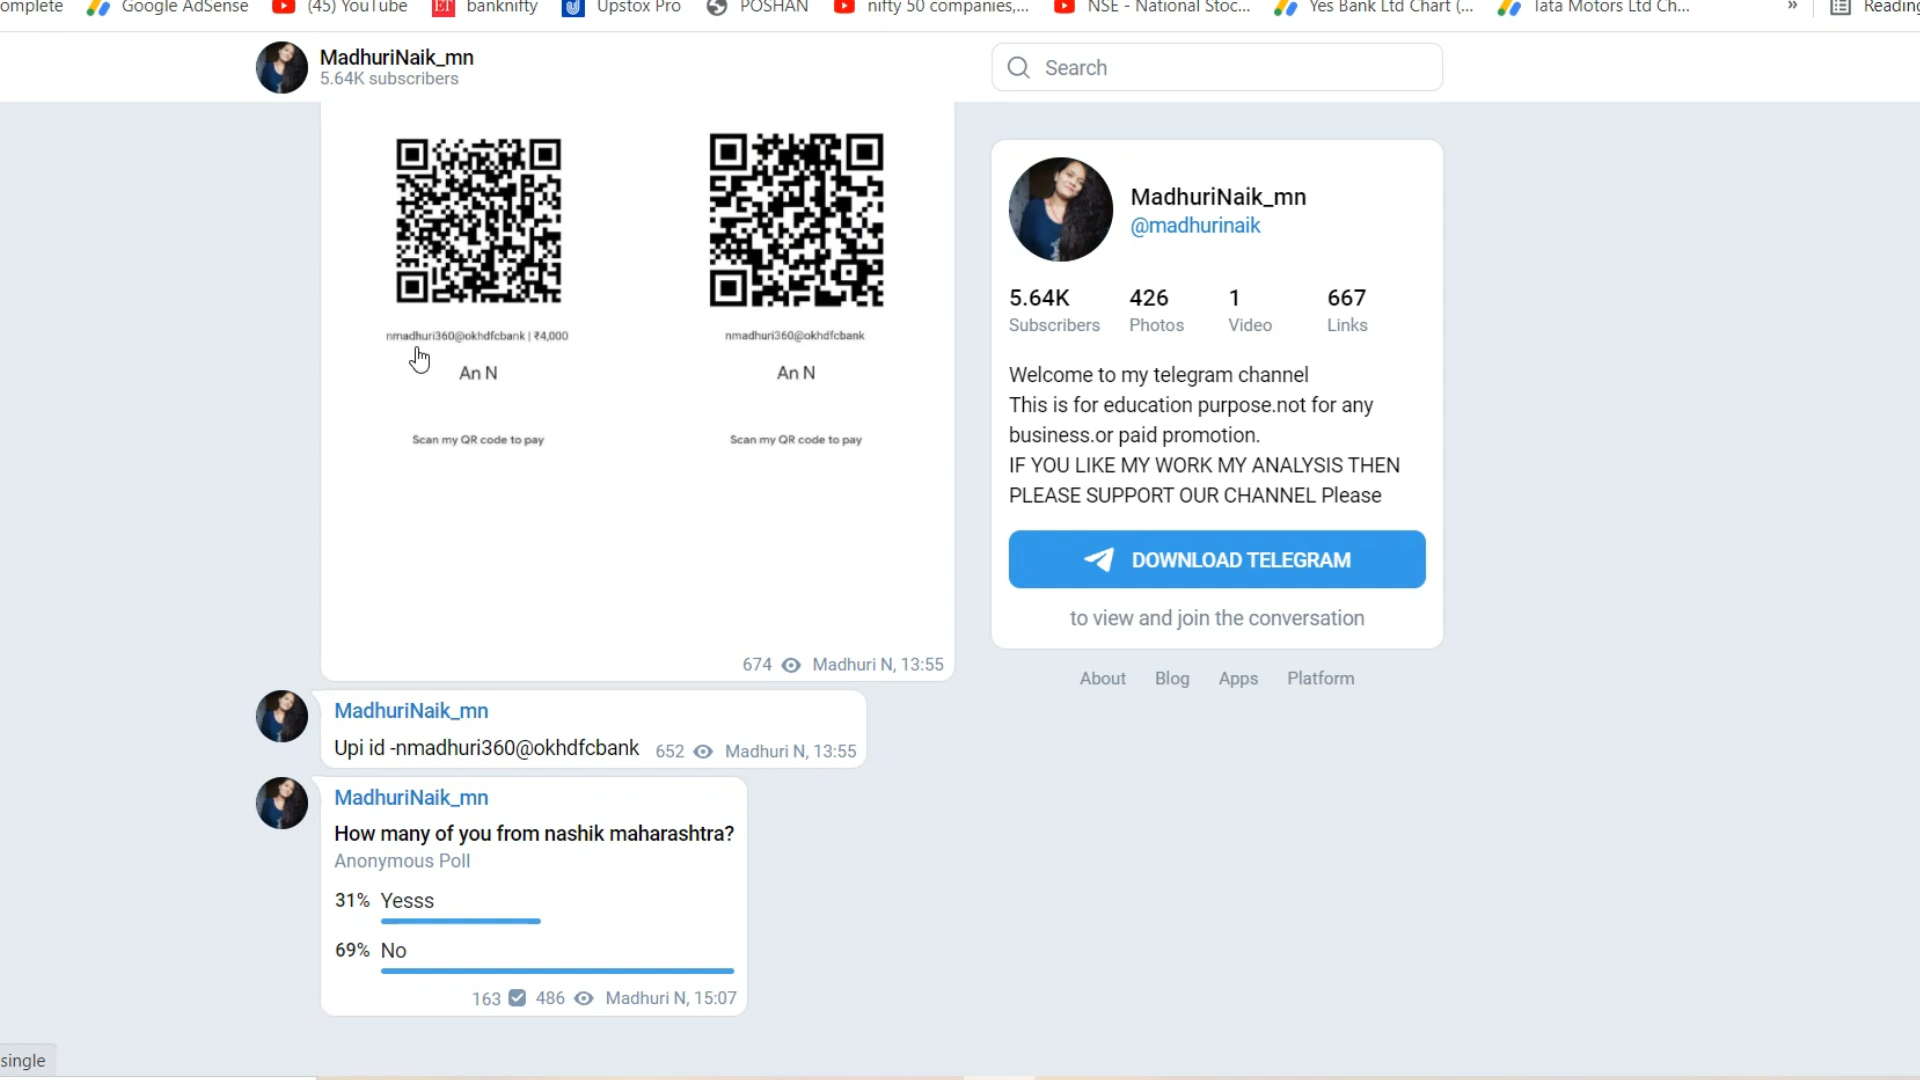 omplete
Google AdSense
(45) YouTube
ET
banknifty
Upstox Pro
POSHAN
nifty 50 companies,...
NSE - National Stoc...
Yes Bank Ltd Chart (...
Tata Motors Ltd Ch...
»
Reading
MadhuriNaik_mn
5.64K subscribers
Search
nmadhuri360@okhdfcbank | ₹4,000
An N
Scan my QR code to pay
nmadhuri360@okhdfcbank
An N
Scan my QR code to pay
674 Madhuri N, 13:55
MadhuriNaik_mn
Upi id -nmadhuri360@okhdfcbank 652 Madhuri N, 13:55
MadhuriNaik_mn
How many of you from nashik maharashtra?
Anonymous Poll
31% Yesss
69% No
163 486 Madhuri N, 15:07
MadhuriNaik_mn
@madhurinaik
5.64K 426 1 667
Subscribers Photos Video Links
Welcome to my telegram channel
This is for education purpose.not for any
business.or paid promotion.
IF YOU LIKE MY WORK MY ANALYSIS THEN
PLEASE SUPPORT OUR CHANNEL Please
DOWNLOAD TELEGRAM
to view and join the conversation
About Blog Apps Platform
single